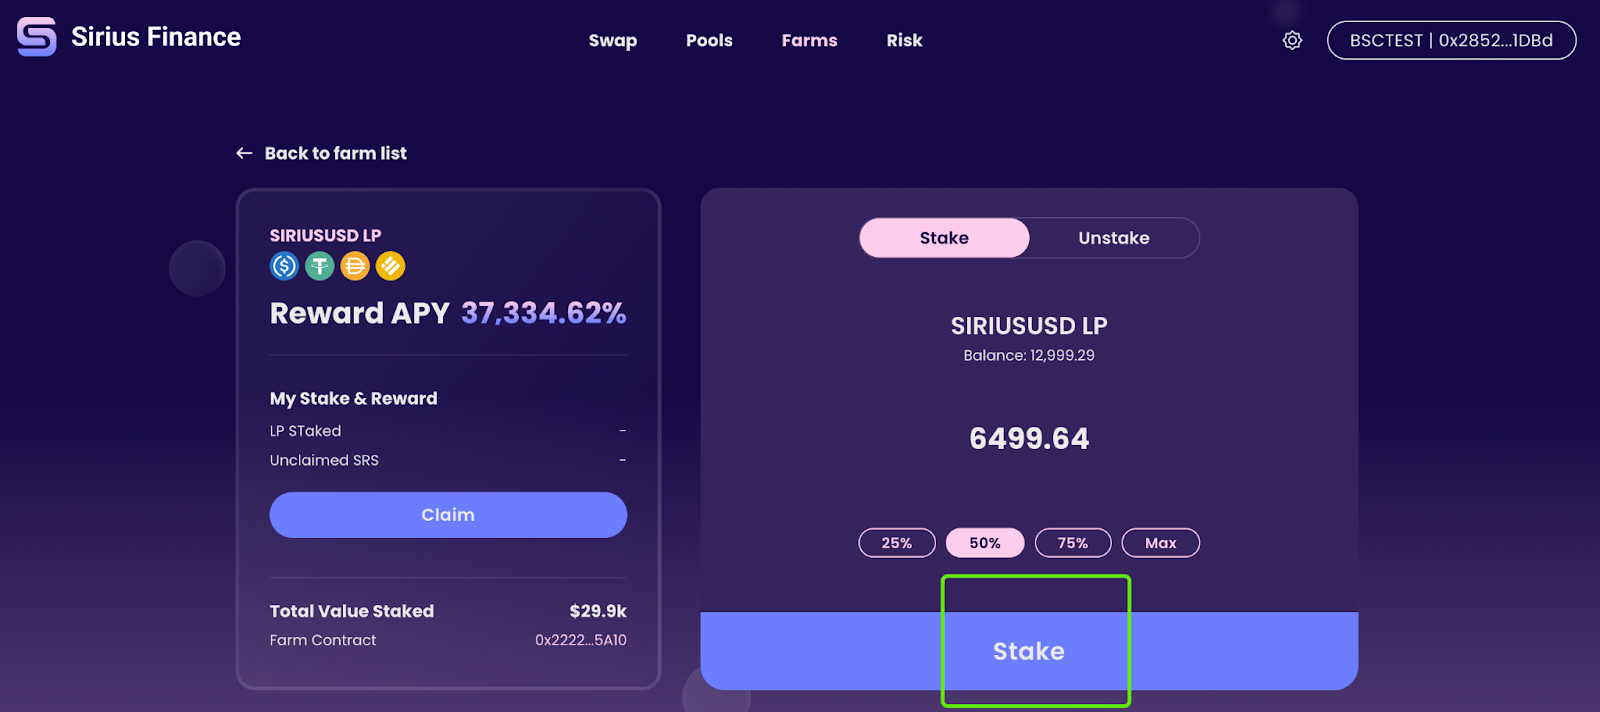 Sirius Finance
Swap Pools Farms Risk
BSCTEST | 0x2852...1DBd
Back to farm list
SIRIUSUSD LP
Reward APY 37,334.62%
My Stake & Reward
LP STaked -
Unclaimed SRS -
Claim
Total Value Staked $29.9k
Farm Contract 0x2222...5A10
Stake Unstake
SIRIUSUSD LP
Balance: 12,999.29
6499.64
25% 50% 75% Max
Stake